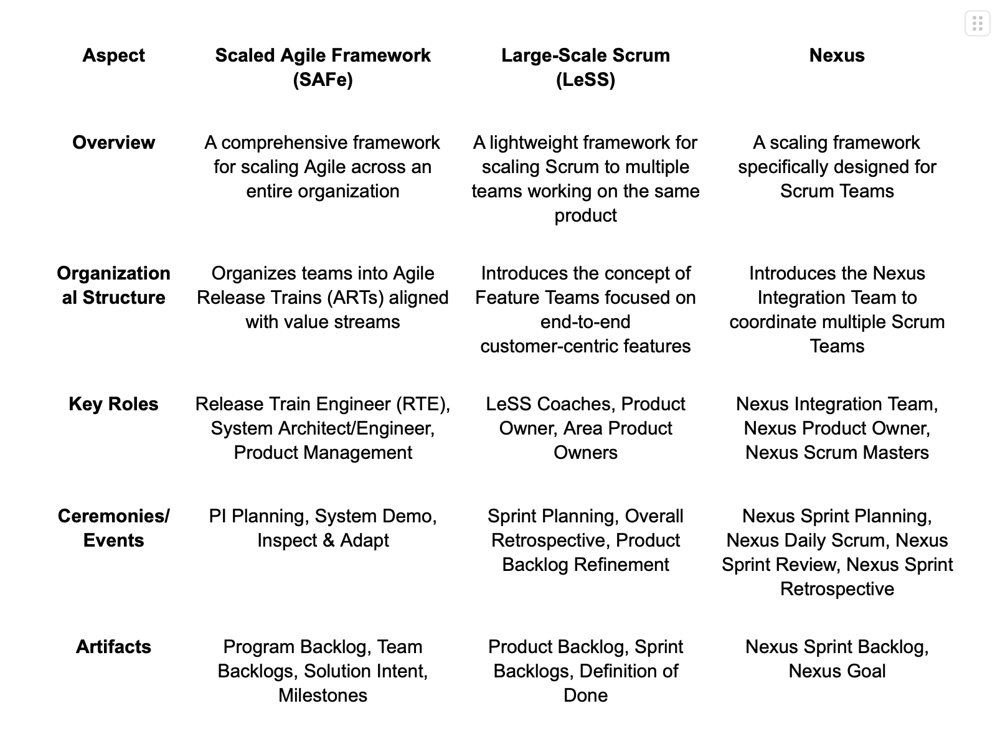 Aspect
Scaled Agile Framework
(SAFe)
Large-Scale Scrum
(LeSS)
Nexus
Overview
A comprehensive framework
for scaling Agile across an
entire organization
A lightweight framework for
scaling Scrum to multiple
teams working on the same
product
A scaling framework
specifically designed for
Scrum Teams
Organization
al Structure
Organizes teams into Agile
Release Trains (ARTs) aligned
with value streams
Introduces the concept of
Feature Teams focused on
end-to-end
customer-centric features
Introduces the Nexus
Integration Team to
coordinate multiple Scrum
Teams
Key Roles
Release Train Engineer (RTE),
System Architect/Engineer,
Product Management
LeSS Coaches, Product
Owner, Area Product
Owners
Nexus Integration Team,
Nexus Product Owner,
Nexus Scrum Masters
Ceremonies/
Events
PI Planning, System Demo,
Inspect & Adapt
Sprint Planning, Overall
Retrospective, Product
Backlog Refinement
Nexus Sprint Planning,
Nexus Daily Scrum, Nexus
Sprint Review, Nexus Sprint
Retrospective
Artifacts
Program Backlog, Team
Backlogs, Solution Intent,
Milestones
Product Backlog, Sprint
Backlogs, Definition of
Done
Nexus Sprint Backlog,
Nexus Goal